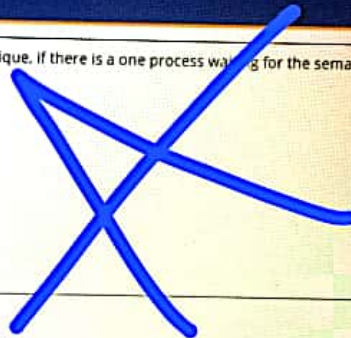 ique, if there is a one process for the sema